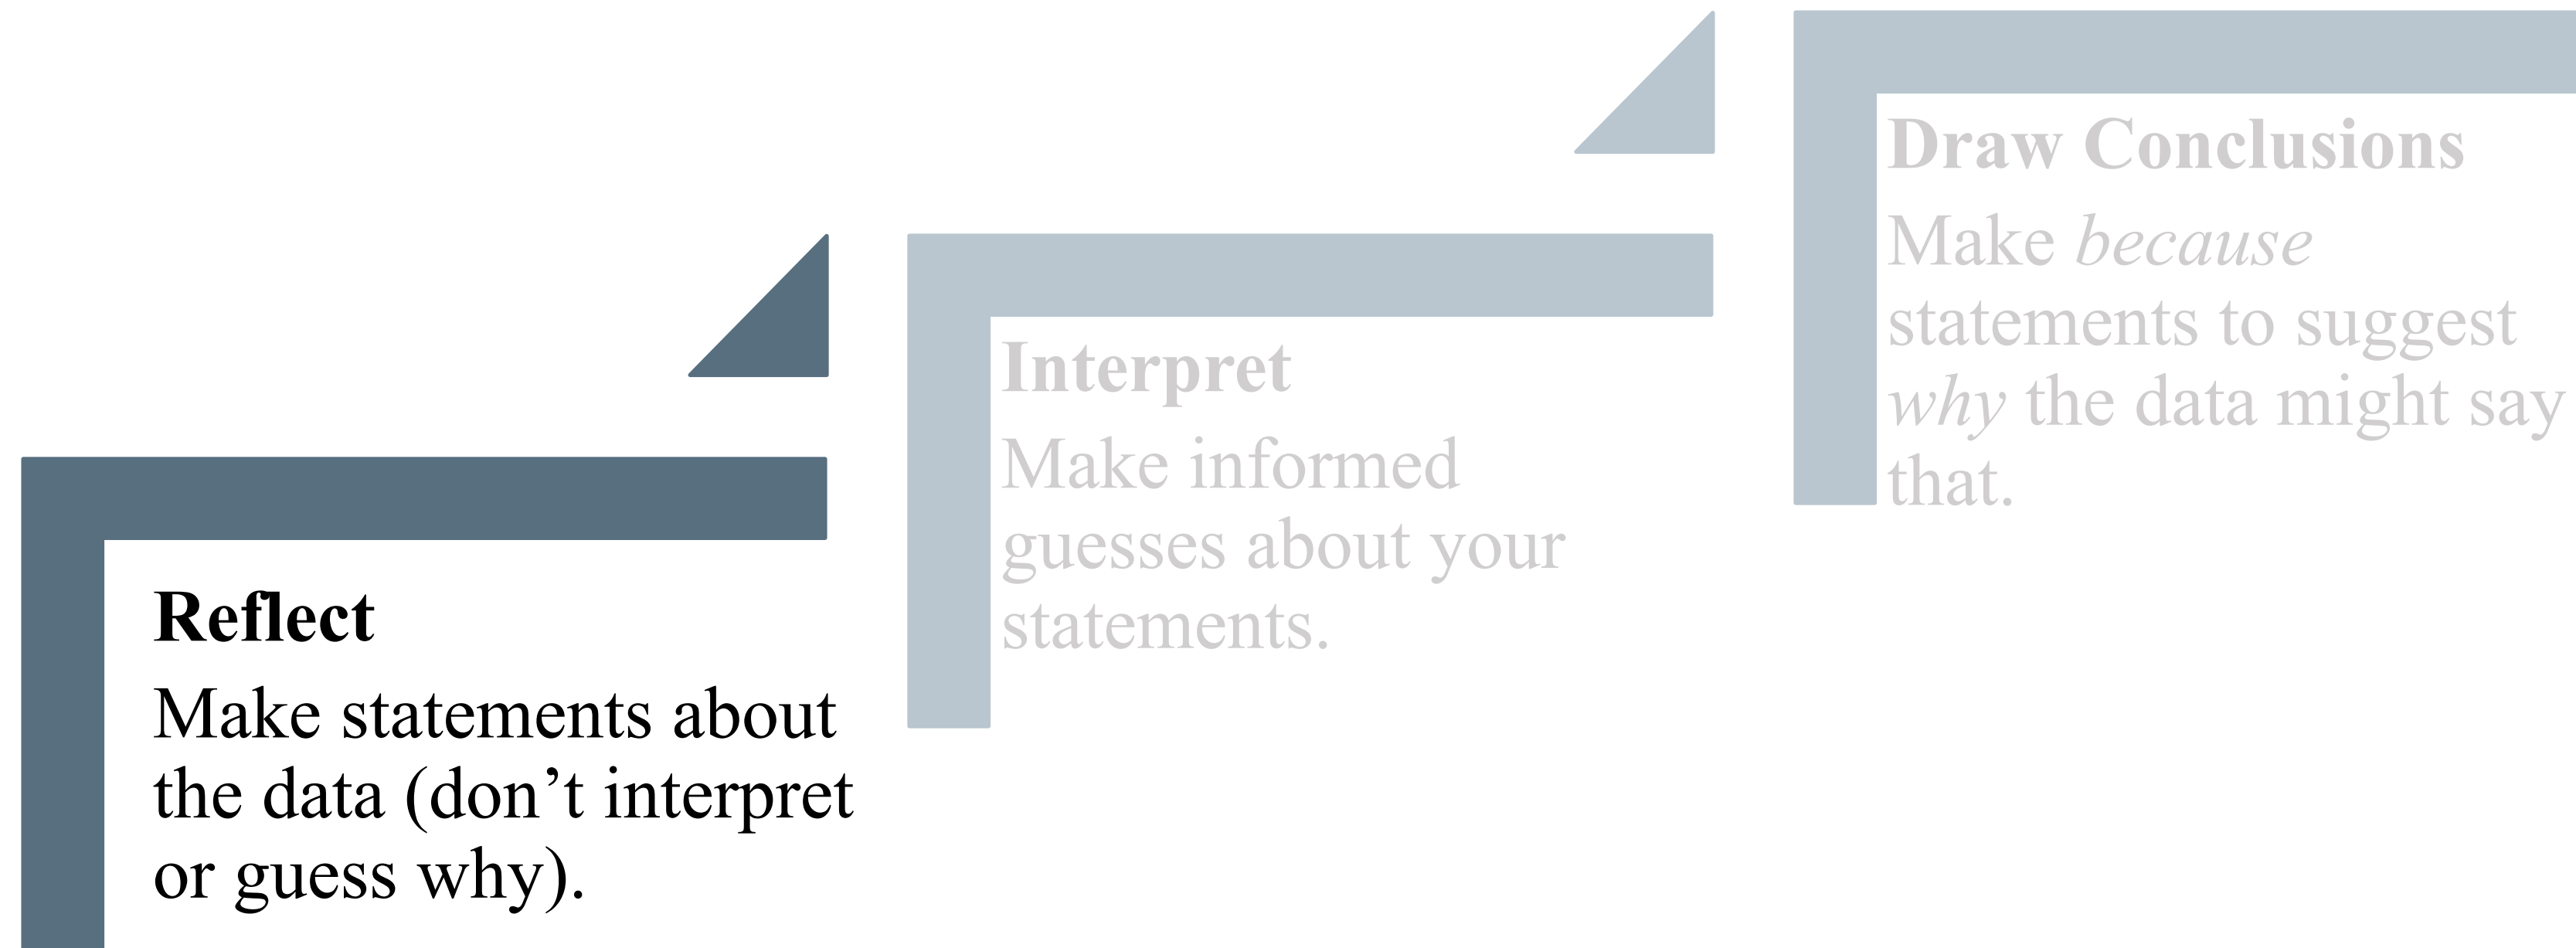 Reflect
Make statements about
the data (don’t interpret
or guess why).
Interpret
Make informed
guesses about your
statements.
Draw Conclusions
Make because
statements to suggest
why the data might say
that.